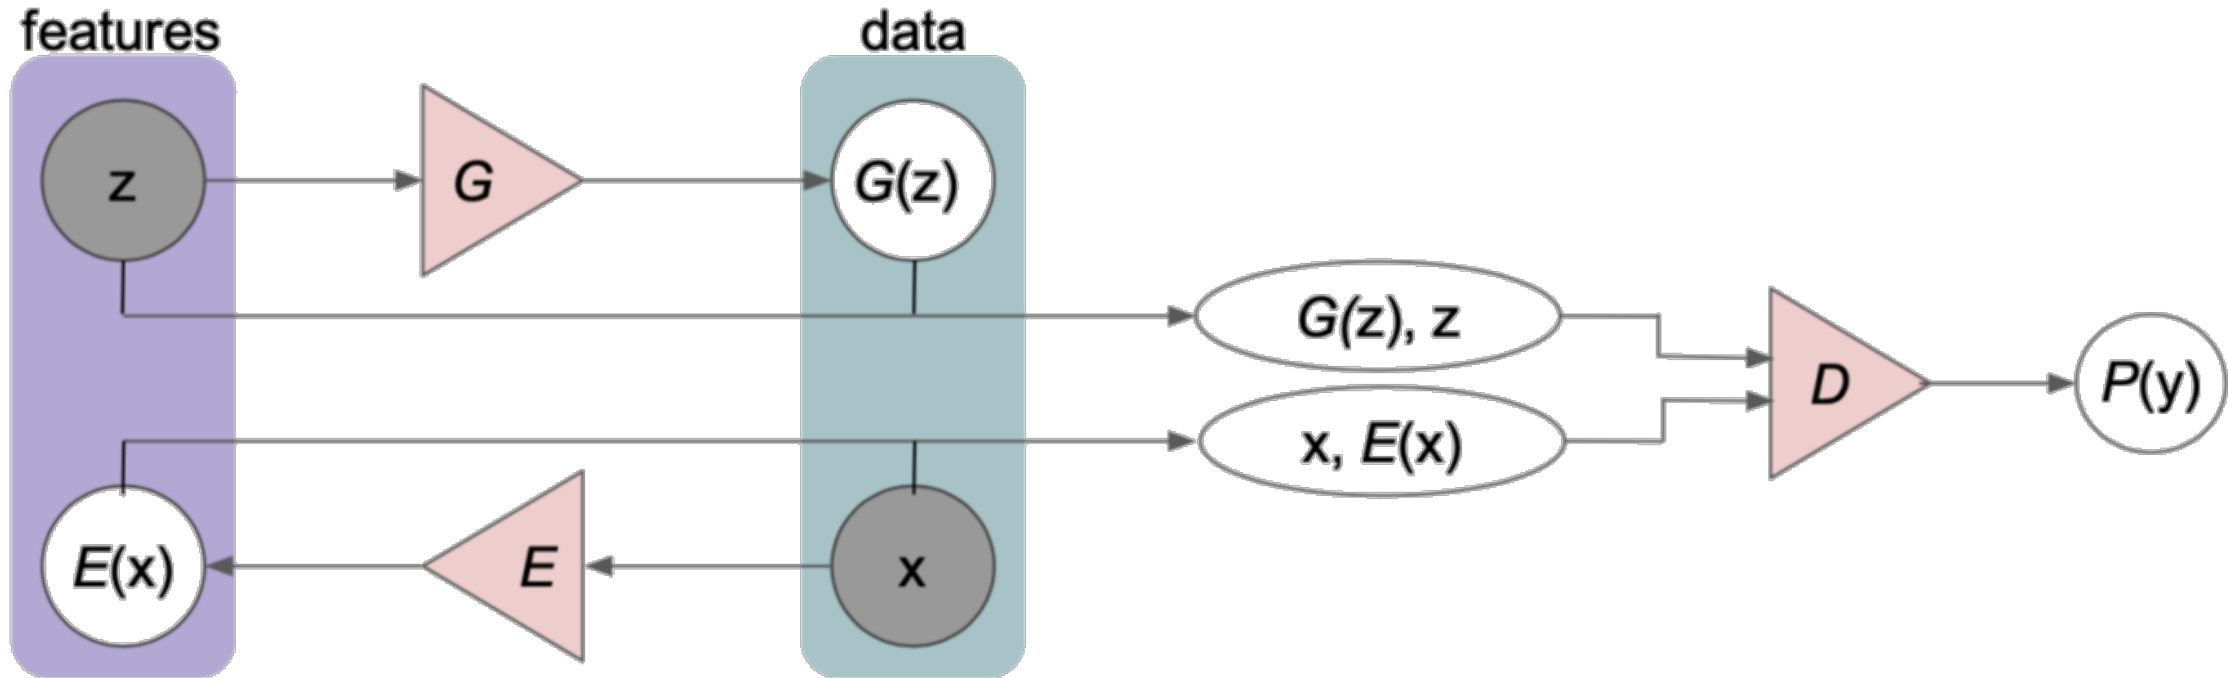 features
data
z
G
G(z)
G(z), z
D
P(y)
x, E(x)
E(x)
E
x